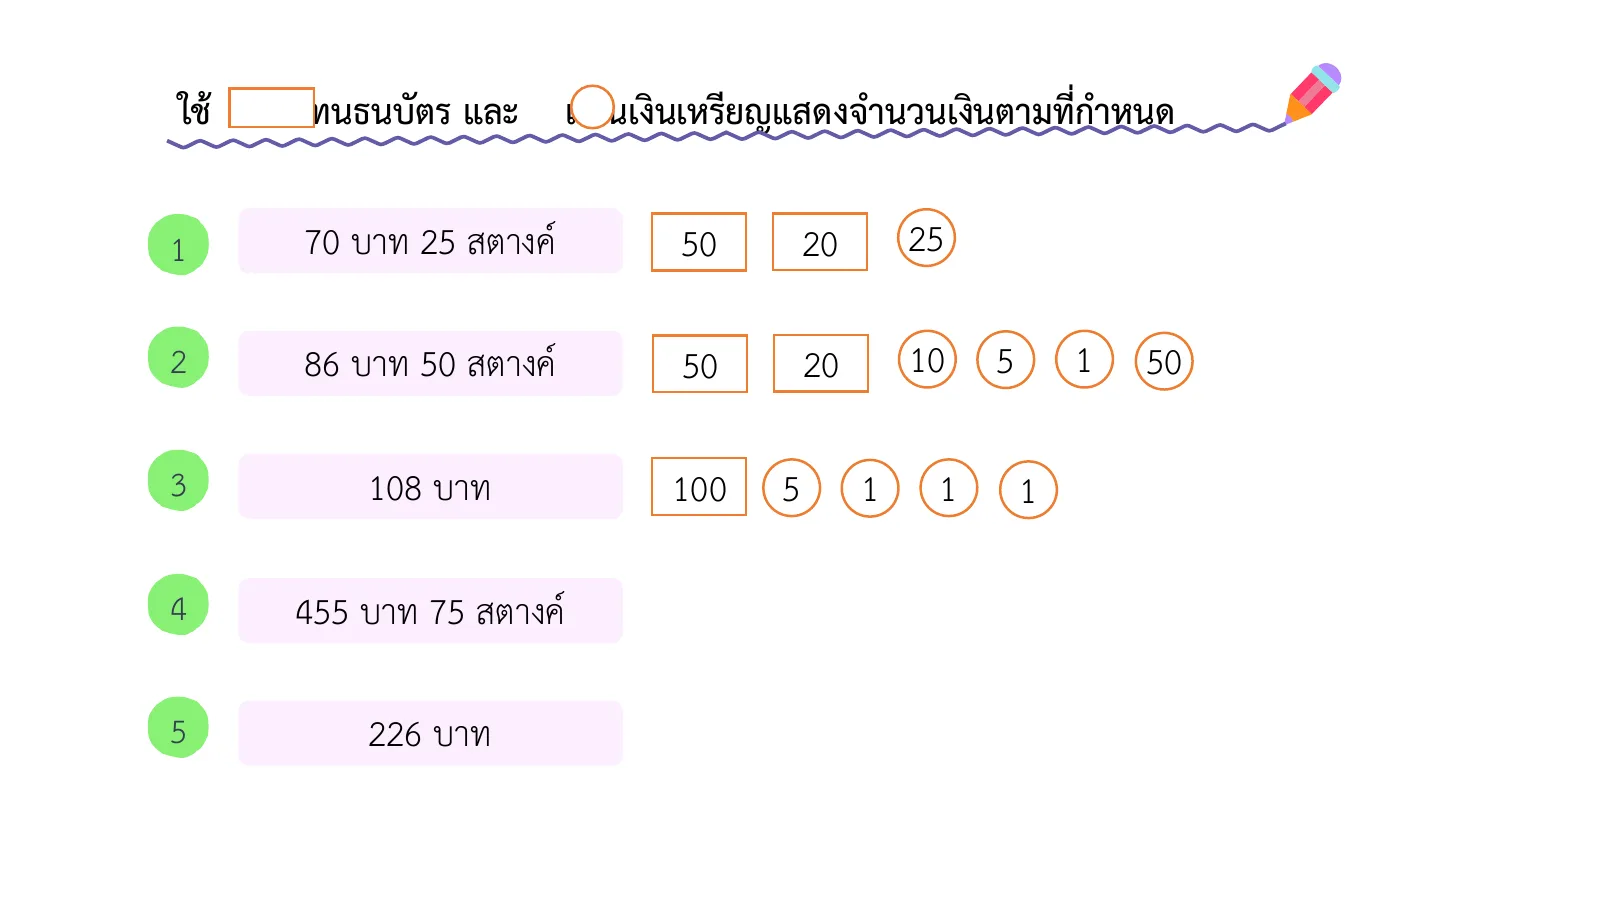 ใช้ ทนธนบัตร และ นเงินเหรียญแสดงจำนวนเงินตามที่กำหนด
1 70 บาท 25 สตางค์ 50 20 25
2 86 บาท 50 สตางค์ 50 20 10 5 1 50
3 108 บาท 100 5 1 1 1
4 455 บาท 75 สตางค์
5 226 บาท